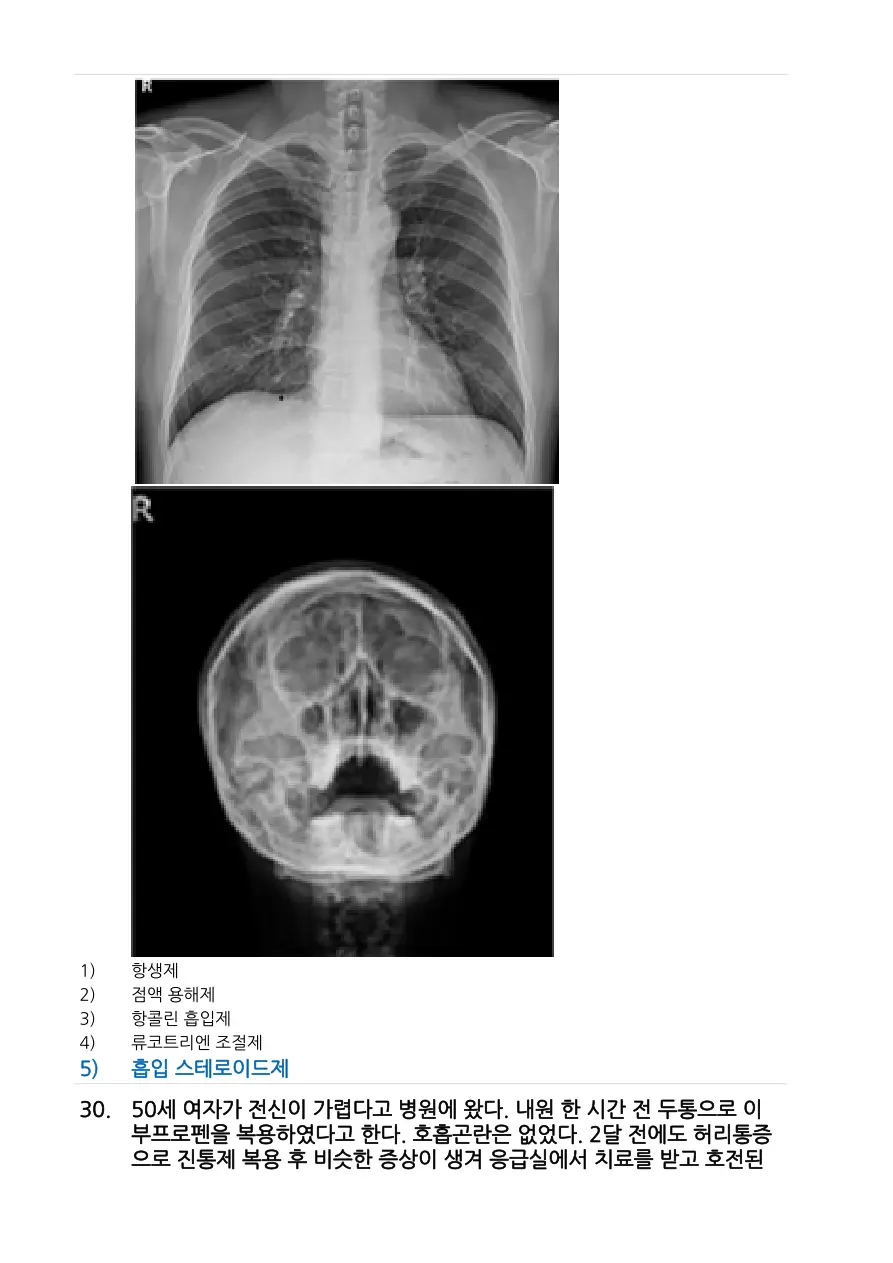 R
R
1) 항생제
2) 점액 용해제
3) 항콜린 흡입제
4) 류코트리엔 조절제
5) 흡입 스테로이드제
30. 50세 여자가 전신이 가렵다고 병원에 왔다. 내원 한 시간 전 두통으로 이
부프로펜을 복용하였다고 한다. 호흡곤란은 없었다. 2달 전에도 허리통증
으로 진통제 복용 후 비슷한 증상이 생겨 응급실에서 치료를 받고 호전된